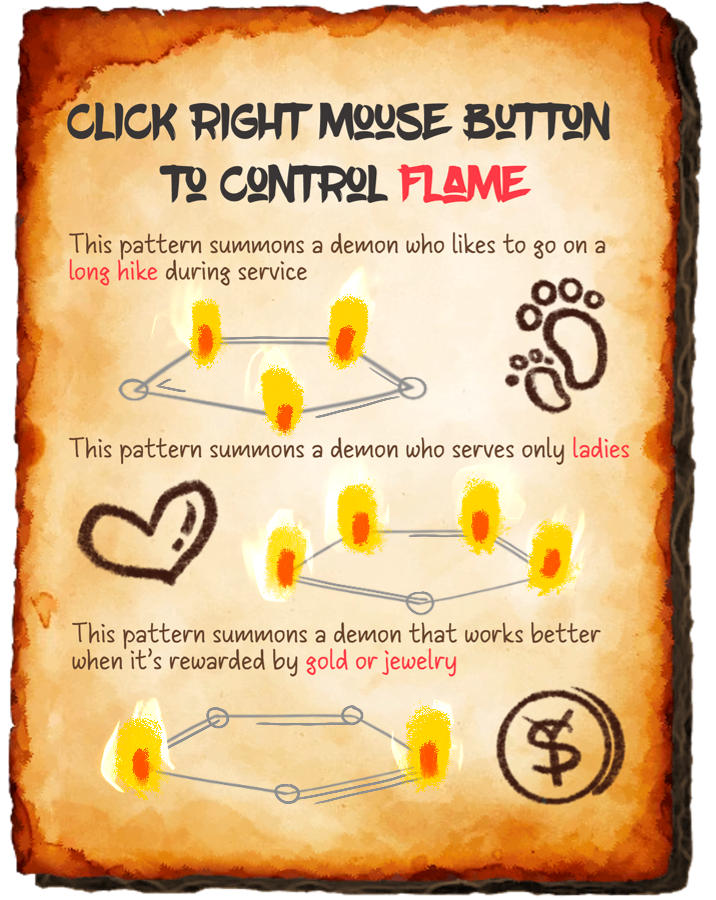 CLICK RIGHT MOUSE BUTTON
TO CONTROL FLAME
This pattern summons a demon who likes to go on a
long hike during service
This pattern summons a demon who serves only ladies
This pattern summons a demon that works better
when it's rewarded by gold or jewelry
$